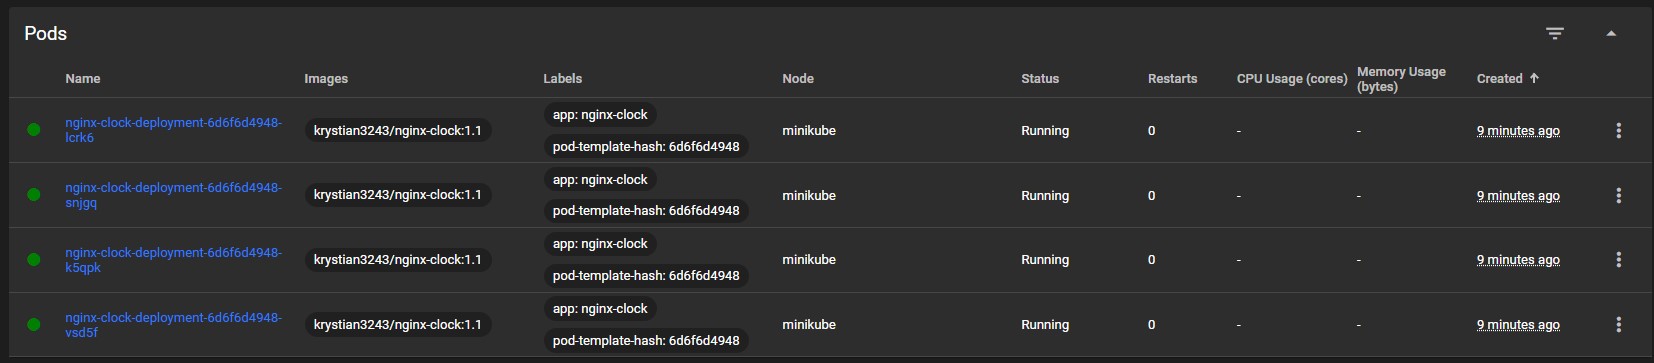 Pods
Name Images Labels Node Status Restarts CPU Usage (cores) Memory Usage (bytes) Created
nginx-clock-deployment-6d6f6d4948-
lcrk6
krystian3243/nginx-clock:1.1
app: nginx-clock
pod-template-hash: 6d6f6d4948
minikube
Running
0
-
-
9 minutes ago
nginx-clock-deployment-6d6f6d4948-
snjgq
krystian3243/nginx-clock:1.1
app: nginx-clock
pod-template-hash: 6d6f6d4948
minikube
Running
0
-
-
9 minutes ago
nginx-clock-deployment-6d6f6d4948-
k5qpk
krystian3243/nginx-clock:1.1
app: nginx-clock
pod-template-hash: 6d6f6d4948
minikube
Running
0
-
-
9 minutes ago
nginx-clock-deployment-6d6f6d4948-
vsd5f
krystian3243/nginx-clock:1.1
app: nginx-clock
pod-template-hash: 6d6f6d4948
minikube
Running
0
-
-
9 minutes ago